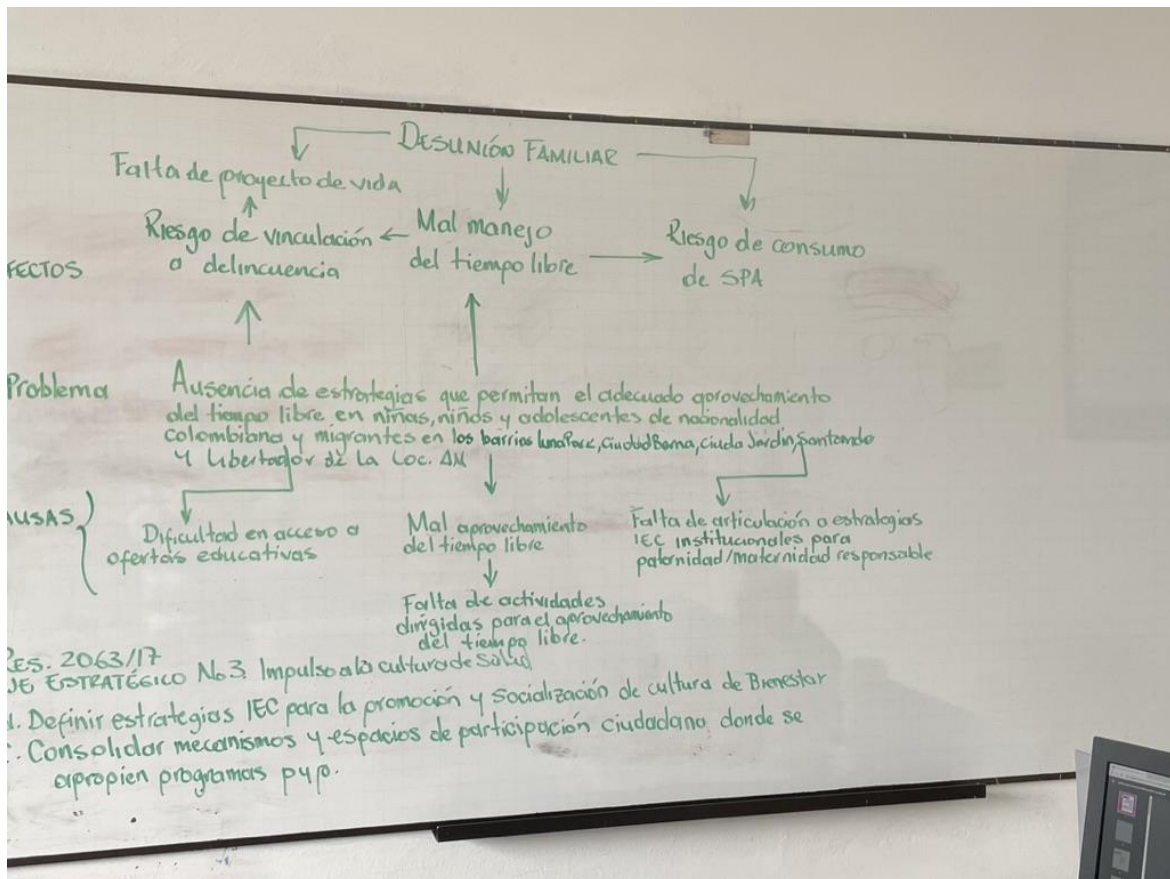 DESUNIÓN FAMILIAR
Falta de proyecto de vida
Riesgo de vinculación
a delincuencia
Mal manejo
del tiempo libre
Riesgo de consumo
de SPA
FECTOS
Problema
Ausencia de estrategias que permitan el adecuado aprovechamiento
del tiempo libre en niñas, niños y adolescentes de nacionalidad
colombiana y migrantes en los barrios Luna Park, Ciudad Berna, Ciuda Jardín, Santande
y Libertador de la Loc. AN
AUSAS
Dificultad en acceso a
ofertas educativas
Mal aprovechamiento
del tiempo libre
Falta de actividades
dirigidas para el aprovechamiento
del tiempo libre.
Falta de articulación a estrategias
IEC institucionales para
paternidad/maternidad responsable
RES. 2063/17
JE ESTRATÉGICO No 3. Impulso a la cultura de Salud
1. Definir estrategias IEC para la promoción y socialización de cultura de Bienestar
. Consolidar mecanismos y espacios de participación ciudadana donde se
apropien programas pyp.